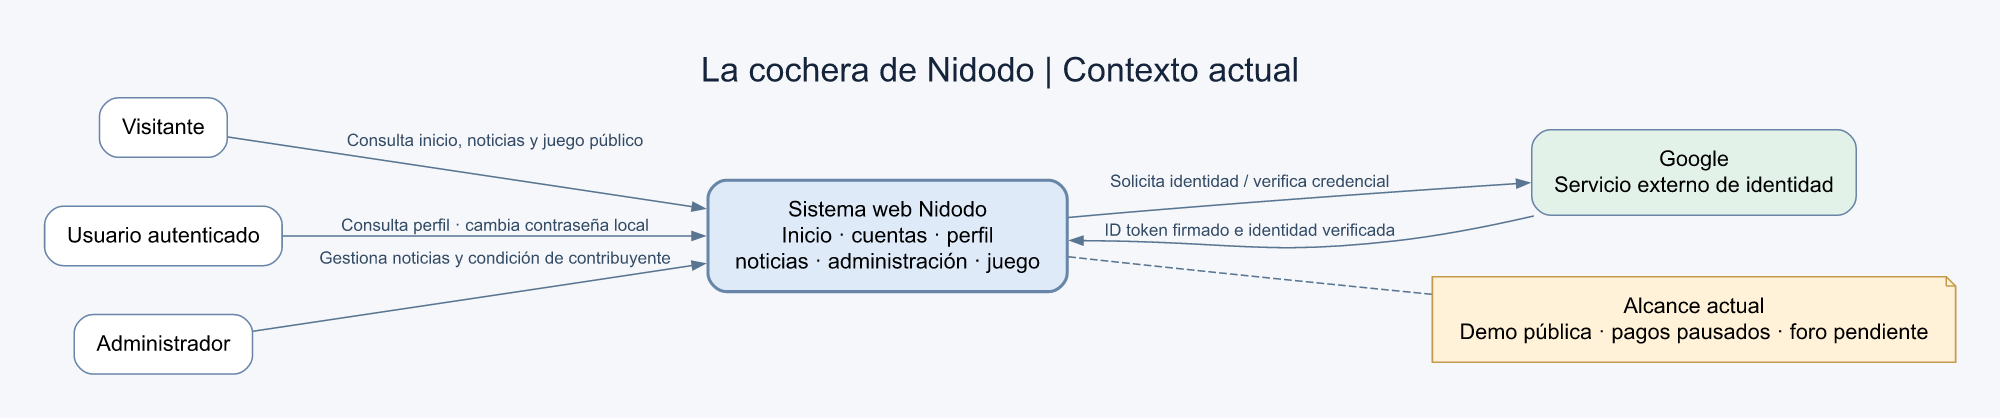 La cochera de Nidodo | Contexto actual
Visitante
Consulta inicio, noticias y juego público
Usuario autenticado
Consulta perfil · cambia contraseña local
Gestiona noticias y condición de contribuyente
Administrador
Sistema web Nidodo
Inicio · cuentas · perfil
noticias · administración · juego
Solicita identidad / verifica credencial
ID token firmado e identidad verificada
Google
Servicio externo de identidad
Alcance actual
Demo pública · pagos pausados · foro pendiente